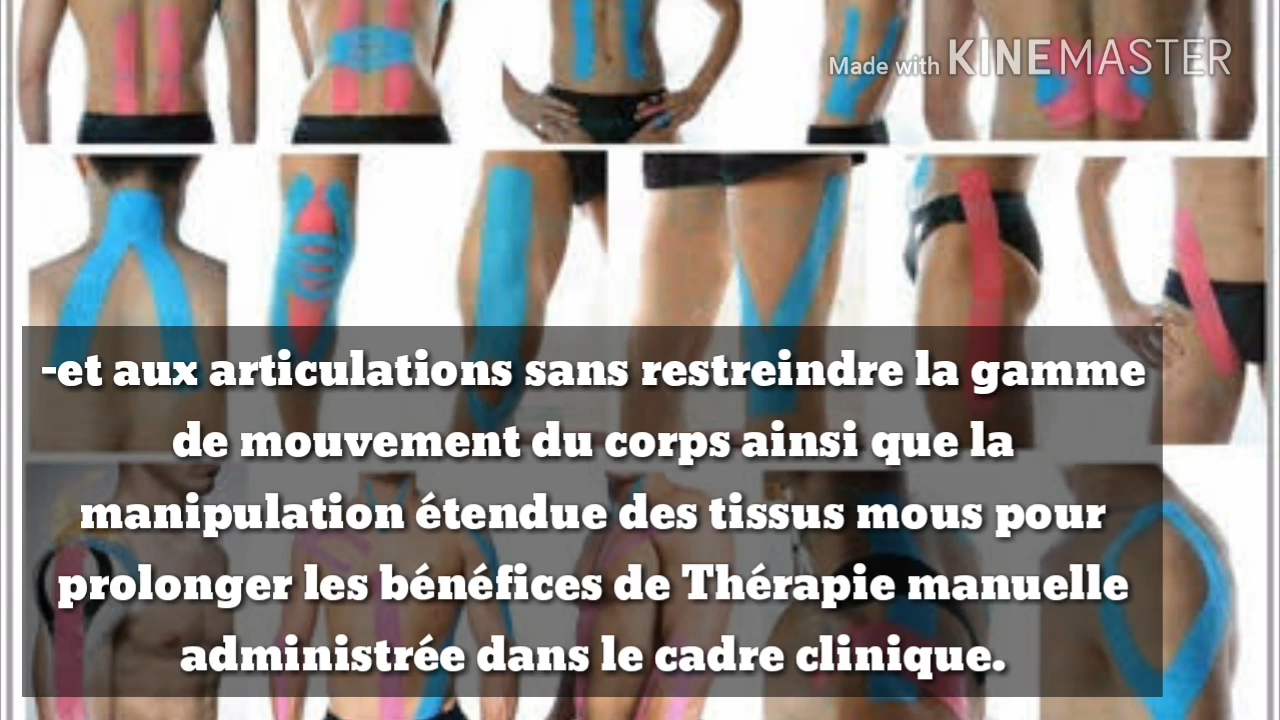 Made with KINEMASTER
-et aux articulations sans restreindre la gamme
de mouvement du corps ainsi que la
manipulation étendue des tissus mous pour
prolonger les bénéfices de Thérapie manuelle
administrée dans le cadre clinique.